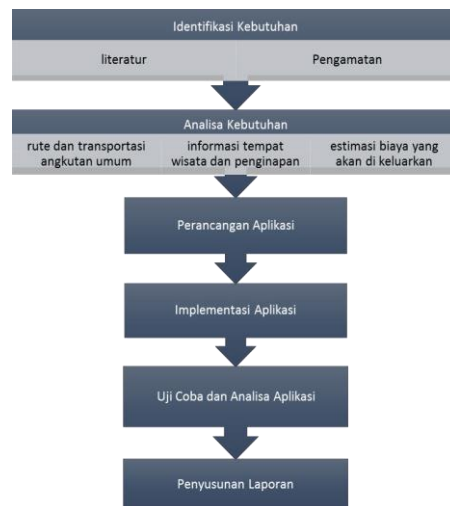 Identifikasi Kebutuhan
literatur
Pengamatan
Analisa Kebutuhan
rute dan transportasi
angkutan umum
informasi tempat
wisata dan penginapan
estimasi biaya yang
akan di keluarkan
Perancangan Aplikasi
Implementasi Aplikasi
Uji Coba dan Analisa Aplikasi
Penyusunan Laporan